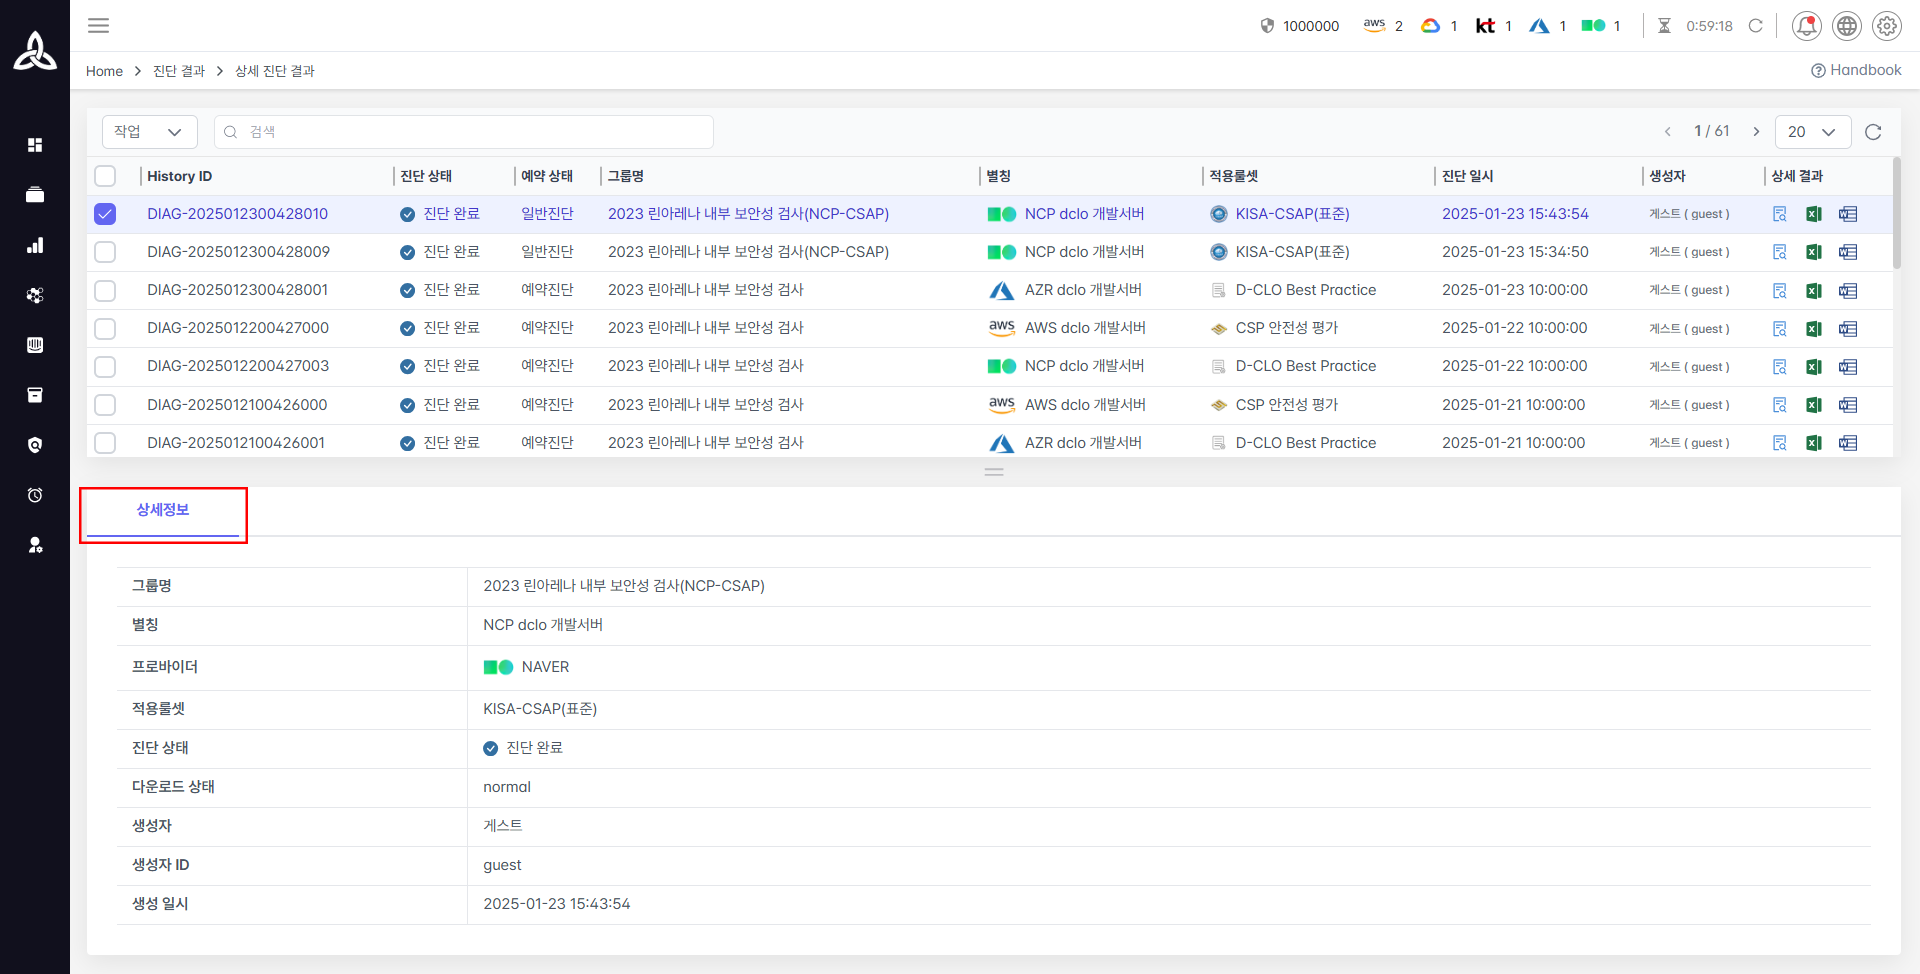 1000000 aws 2 1 kt 1 1 1 0:59:18
Home > 진단 결과 > 상세 진단 결과 Handbook
작업 검색 1 / 61 20
History ID 진단 상태 예약 상태 그룹명 별칭 적용룰셋 진단 일시 생성자 상세 결과
DIAG-2025012300428010 진단 완료 일반진단 2023 린아레나 내부 보안성 검사(NCP-CSAP) NCP dclo 개발서버 KISA-CSAP(표준) 2025-01-23 15:43:54 게스트 ( guest )
DIAG-2025012300428009 진단 완료 일반진단 2023 린아레나 내부 보안성 검사(NCP-CSAP) NCP dclo 개발서버 KISA-CSAP(표준) 2025-01-23 15:34:50 게스트 ( guest )
DIAG-2025012300428001 진단 완료 예약진단 2023 린아레나 내부 보안성 검사 AZR dclo 개발서버 D-CLO Best Practice 2025-01-23 10:00:00 게스트 ( guest )
DIAG-2025012200427000 진단 완료 예약진단 2023 린아레나 내부 보안성 검사 aws AWS dclo 개발서버 CSP 안전성 평가 2025-01-22 10:00:00 게스트 ( guest )
DIAG-2025012200427003 진단 완료 예약진단 2023 린아레나 내부 보안성 검사 NCP dclo 개발서버 D-CLO Best Practice 2025-01-22 10:00:00 게스트 ( guest )
DIAG-2025012100426000 진단 완료 예약진단 2023 린아레나 내부 보안성 검사 aws AWS dclo 개발서버 CSP 안전성 평가 2025-01-21 10:00:00 게스트 ( guest )
DIAG-2025012100426001 진단 완료 예약진단 2023 린아레나 내부 보안성 검사 AZR dclo 개발서버 D-CLO Best Practice 2025-01-21 10:00:00 게스트 ( guest )
상세정보
그룹명 2023 린아레나 내부 보안성 검사(NCP-CSAP)
별칭 NCP dclo 개발서버
프로바이더 NAVER
적용룰셋 KISA-CSAP(표준)
진단 상태 진단 완료
다운로드 상태 normal
생성자 게스트
생성자 ID guest
생성 일시 2025-01-23 15:43:54